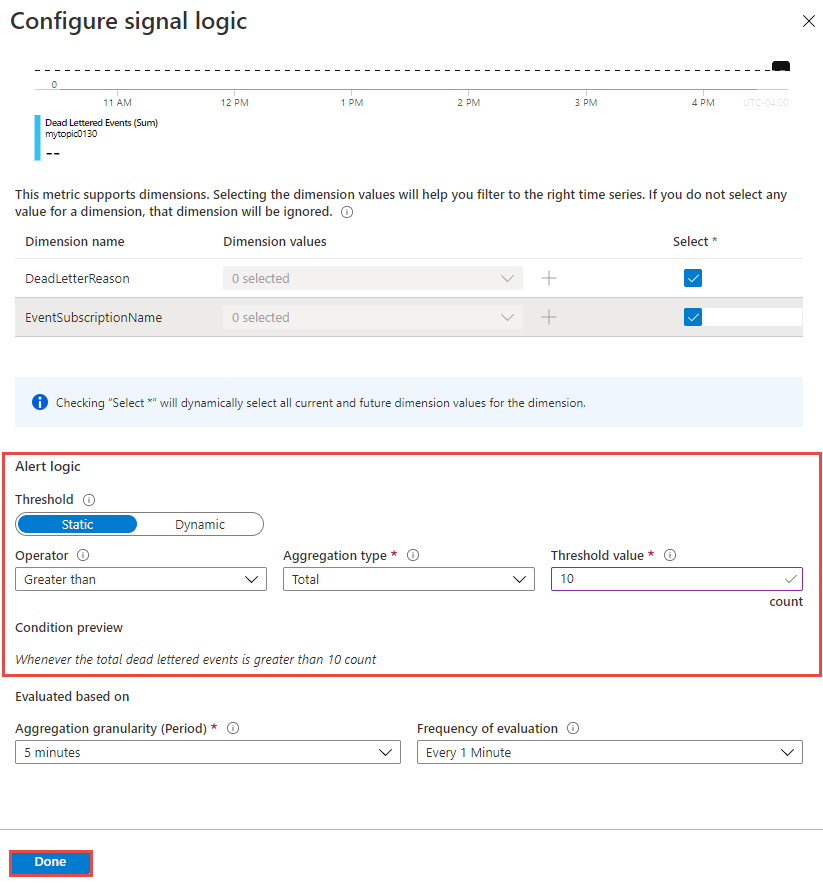 Configure signal logic
0
11 AM 12 PM 1 PM 2 PM 3 PM 4 PM UTC-04:00
Dead Lettered Events (Sum)
mytopic0130
--
This metric supports dimensions. Selecting the dimension values will help you filter to the right time series. If you do not select any
value for a dimension, that dimension will be ignored.
Dimension name Dimension values Select *
DeadLetterReason 0 selected
EventSubscriptionName 0 selected
Checking "Select *" will dynamically select all current and future dimension values for the dimension.
Alert logic
Threshold
Static Dynamic
Operator Aggregation type * Threshold value *
Greater than Total 10
count
Condition preview
Whenever the total dead lettered events is greater than 10 count
Evaluated based on
Aggregation granularity (Period) * Frequency of evaluation
5 minutes Every 1 Minute
Done